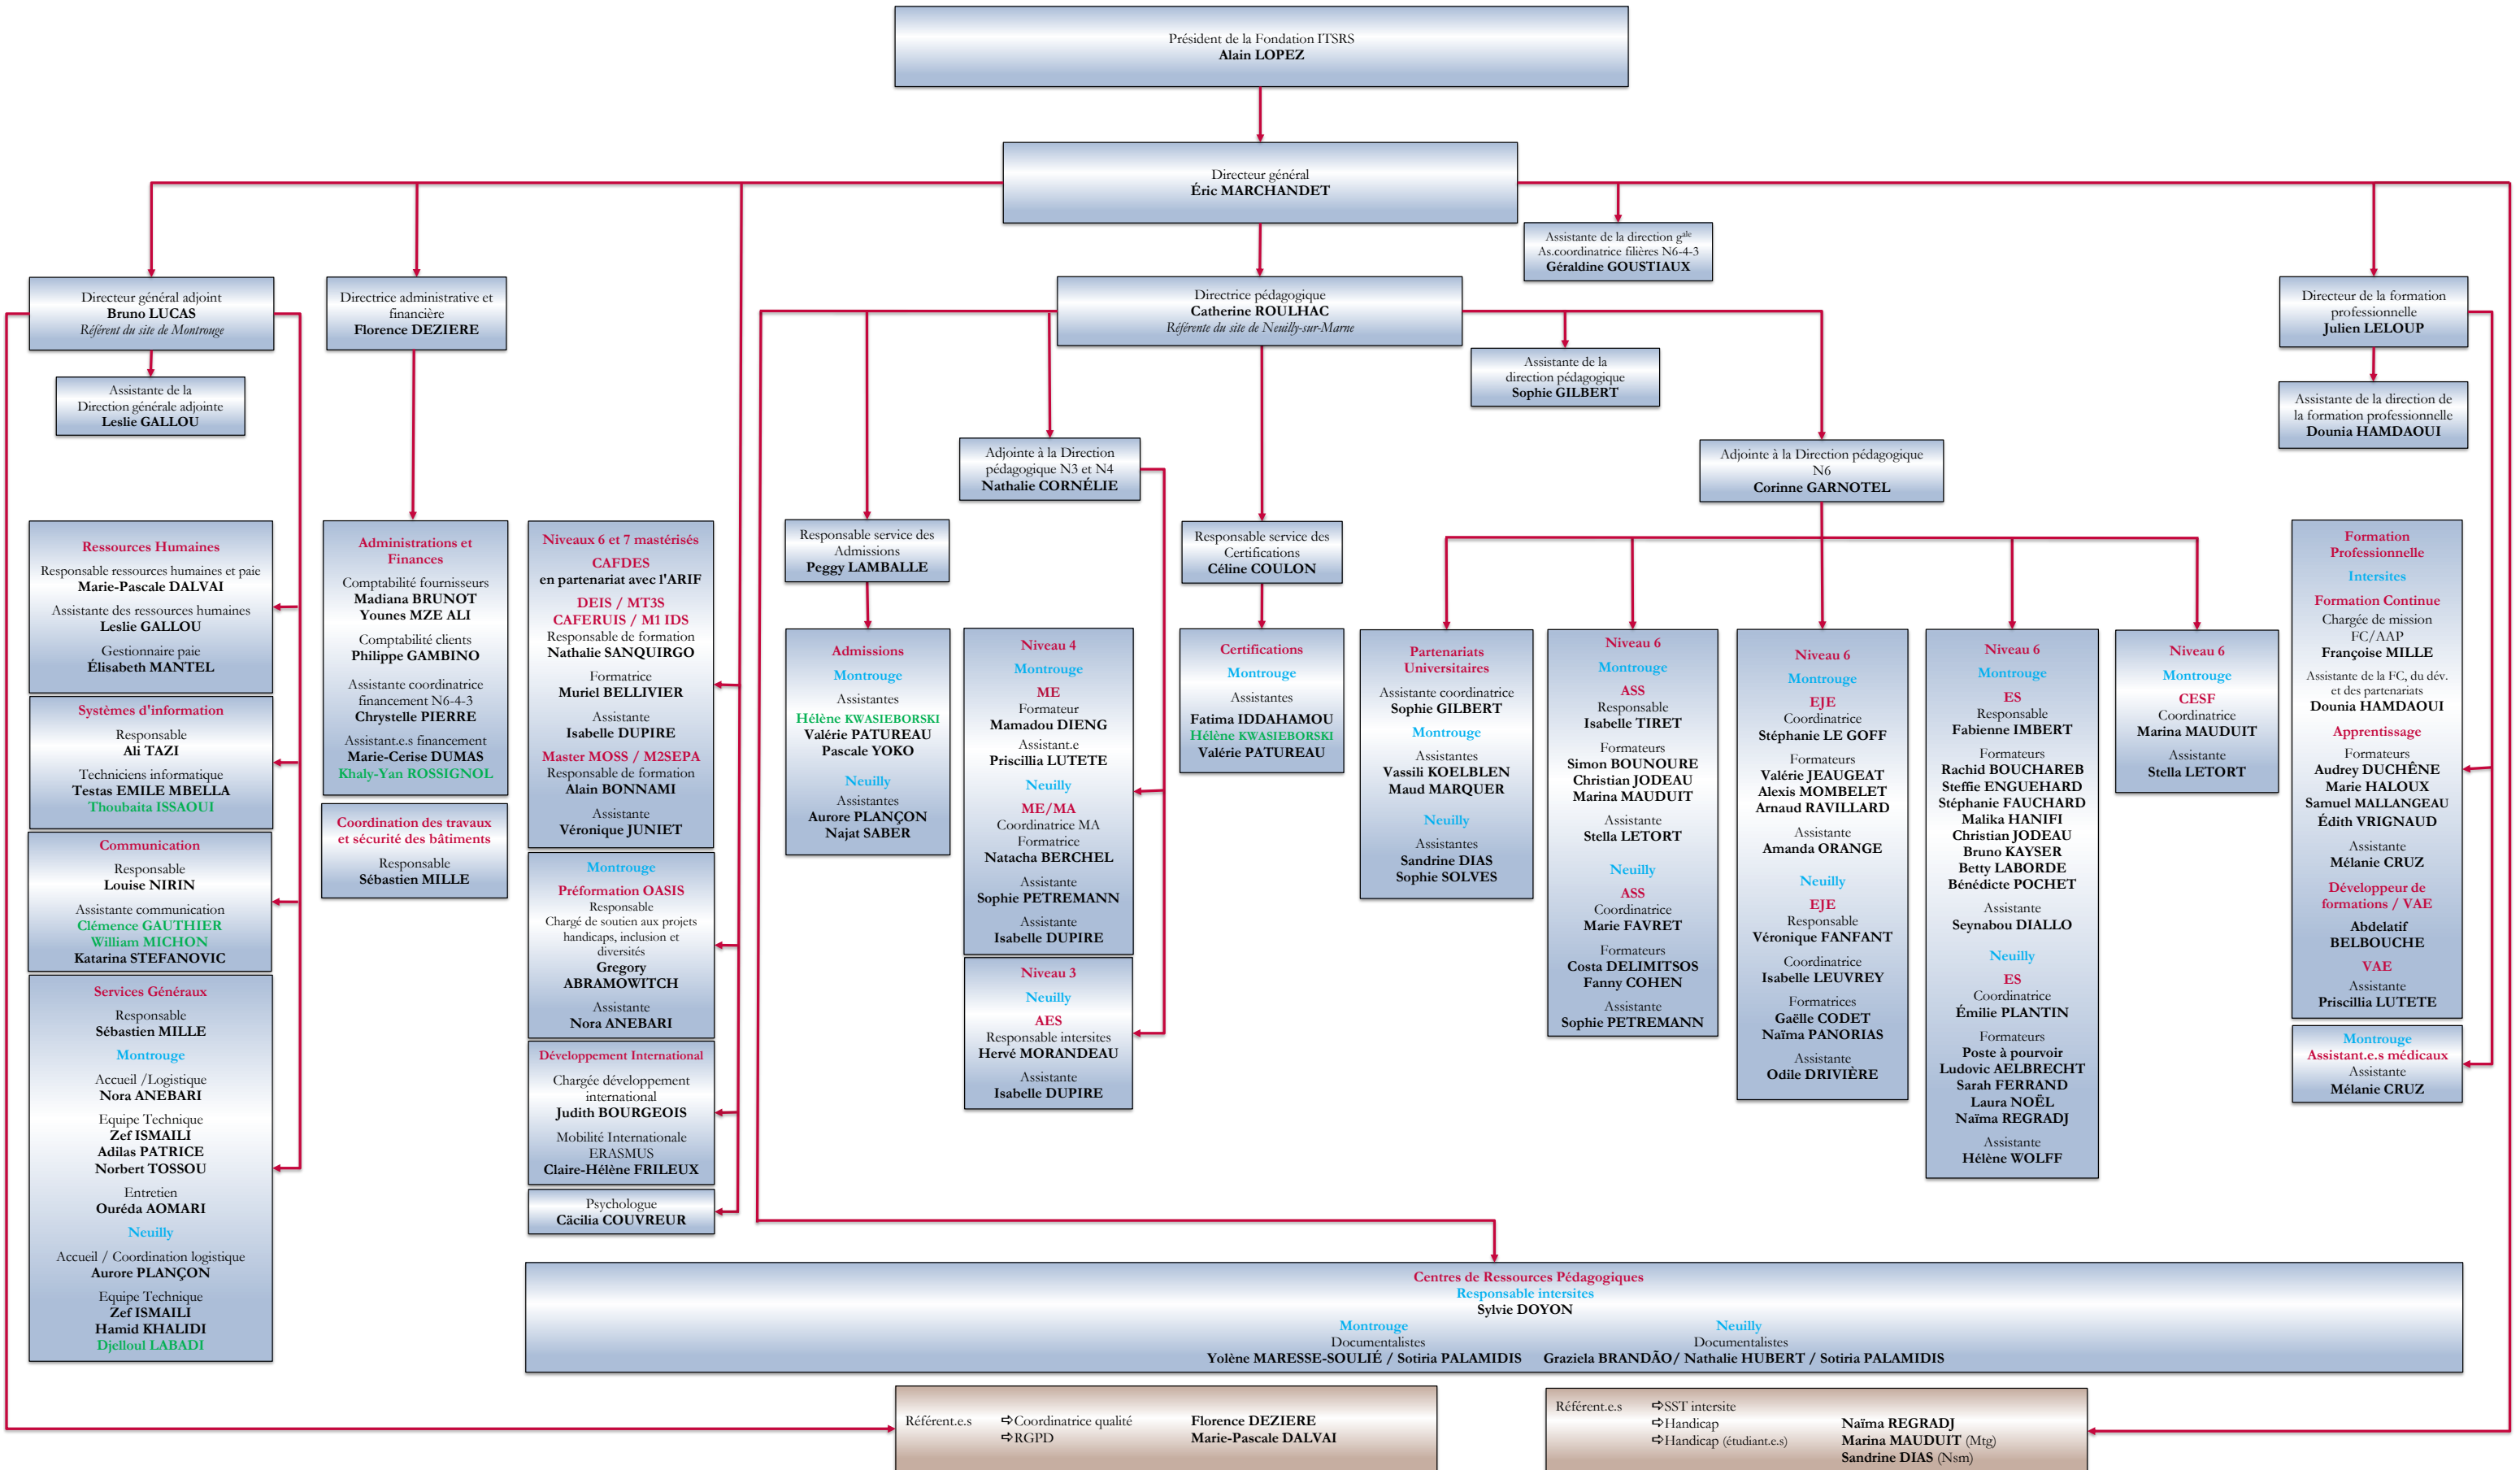 Président de la Fondation ITSRS
Alain LOPEZ
Directeur général
Éric MARCHANDET
Assistante de la direction gale
As.coordinatrice filières N6-4-3
Géraldine GOUSTIAUX
Directeur général adjoint
Bruno LUCAS
Référent du site de Montrouge
Directrice administrative et
financière
Florence DEZIERE
Directrice pédagogique
Catherine ROULHAC
Référente du site de Neuilly-sur-Marne
Directeur de la formation
professionnelle
Julien LELOUP
Assistante de la
Direction générale adjointe
Leslie GALLOU
Assistante de la
direction pédagogique
Sophie GILBERT
Assistante de la direction de
la formation professionnelle
Dounia HAMDAOUI
Adjointe à la Direction
pédagogique N3 et N4
Nathalie CORNÉLIE
Adjointe à la Direction pédagogique
N6
Corinne GARNOTEL
Ressources Humaines
Responsable ressources humaines et paie
Marie-Pascale DALVAI
Assistante des ressources humaines
Leslie GALLOU
Gestionnaire paie
Élisabeth MANTEL
Systèmes d'information
Responsable
Ali TAZI
Techniciens informatique
Testas EMILE MBELLA
Thoubaita ISSAOUI
Communication
Responsable
Louise NIRIN
Assistante communication
Clémence GAUTHIER
William MICHON
Katarina STEFANOVIC
Services Généraux
Responsable
Sébastien MILLE
Montrouge
Accueil /Logistique
Nora ANEBARI
Equipe Technique
Zef ISMAILI
Adilas PATRICE
Norbert TOSSOU
Entretien
Ouréda AOMARI
Neuilly
Accueil / Coordination logistique
Aurore PLANÇON
Equipe Technique
Zef ISMAILI
Hamid KHALIDI
Djelloul LABADI
Administrations et
Finances
Comptabilité fournisseurs
Madiana BRUNOT
Younes MZE ALI
Comptabilité clients
Philippe GAMBINO
Assistante coordinatrice
financement N6-4-3
Chrystelle PIERRE
Assistant.e.s financement
Marie-Cerise DUMAS
Khaly-Yan ROSSIGNOL
Coordination des travaux
et sécurité des bâtiments
Responsable
Sébastien MILLE
Niveaux 6 et 7 mastérisés
CAFDES
en partenariat avec l'ARIF
DEIS / MT3S
CAFERUIS / M1 IDS
Responsable de formation
Nathalie SANQUIRGO
Formatrice
Muriel BELLIVIER
Assistante
Isabelle DUPIRE
Master MOSS / M2SEPA
Responsable de formation
Alain BONNAMI
Assistante
Véronique JUNIET
Montrouge
Préformation OASIS
Responsable
Chargé de soutien aux projets
handicaps, inclusion et
diversités
Gregory
ABRAMOWITCH
Assistante
Nora ANEBARI
Développement International
Chargée développement
international
Judith BOURGEOIS
Mobilité Internationale
ERASMUS
Claire-Hélène FRILEUX
Psychologue
Cäcilia COUVREUR
Responsable service des
Admissions
Peggy LAMBALLE
Admissions
Montrouge
Assistantes
Hélène KWASIEBORSKI
Valérie PATUREAU
Pascale YOKO
Neuilly
Assistantes
Aurore PLANÇON
Najat SABER
Niveau 4
Montrouge
ME
Formateur
Mamadou DIENG
Assistant.e
Priscillia LUTETE
Neuilly
ME/MA
Coordinatrice MA
Formatrice
Natacha BERCHEL
Assistante
Sophie PETREMANN
Assistante
Isabelle DUPIRE
Niveau 3
Neuilly
AES
Responsable intersites
Hervé MORANDEAU
Assistante
Isabelle DUPIRE
Responsable service des
Certifications
Céline COULON
Certifications
Montrouge
Assistantes
Fatima IDDAHAMOU
Hélène KWASIEBORSKI
Valérie PATUREAU
Partenariats
Universitaires
Assistante coordinatrice
Sophie GILBERT
Montrouge
Assistantes
Vassili KOELBLEN
Maud MARQUER
Neuilly
Assistantes
Sandrine DIAS
Sophie SOLVES
Niveau 6
Montrouge
ASS
Responsable
Isabelle TIRET
Formateurs
Simon BOUNOURE
Christian JODEAU
Marina MAUDUIT
Assistante
Stella LETORT
Neuilly
ASS
Coordinatrice
Marie FAVRET
Formateurs
Costa DELIMITSOS
Fanny COHEN
Assistante
Sophie PETREMANN
Niveau 6
Montrouge
EJE
Coordinatrice
Stéphanie LE GOFF
Formateurs
Valérie JEAUGEAT
Alexis MOMBELET
Arnaud RAVILLARD
Assistante
Amanda ORANGE
Neuilly
EJE
Responsable
Véronique FANFANT
Coordinatrice
Isabelle LEUVREY
Formatrices
Gaëlle CODET
Naïma PANORIAS
Assistante
Odile DRIVIÈRE
Niveau 6
Montrouge
ES
Responsable
Fabienne IMBERT
Formateurs
Rachid BOUCHAREB
Steffie ENGUEHARD
Stéphanie FAUCHARD
Malika HANIFI
Christian JODEAU
Bruno KAYSER
Betty LABORDE
Bénédicte POCHET
Assistante
Seynabou DIALLO
Neuilly
ES
Coordinatrice
Émilie PLANTIN
Formateurs
Poste à pourvoir
Ludovic AELBRECHT
Sarah FERRAND
Laura NOËL
Naïma REGRADJ
Assistante
Hélène WOLFF
Niveau 6
Montrouge
CESF
Coordinatrice
Marina MAUDUIT
Assistante
Stella LETORT
Formation
Professionnelle
Intersites
Formation Continue
Chargée de mission
FC/AAP
Françoise MILLE
Assistante de la FC, du dév.
et des partenariats
Dounia HAMDAOUI
Apprentissage
Formateurs
Audrey DUCHÊNE
Marie HALOUX
Samuel MALLANGEAU
Édith VRIGNAUD
Assistante
Mélanie CRUZ
Développeur de
formations / VAE
Abdelatif
BELBOUCHE
VAE
Assistante
Priscillia LUTETE
Montrouge
Assistant.e.s médicaux
Assistante
Mélanie CRUZ
Centres de Ressources Pédagogiques
Responsable intersites
Sylvie DOYON
Montrouge
Documentalistes
Yolène MARESSE-SOULIÉ / Sotiria PALAMIDIS
Neuilly
Documentalistes
Graziela BRANDÃO/ Nathalie HUBERT / Sotiria PALAMIDIS
Référent.e.s ⇨Coordinatrice qualité Florence DEZIERE
⇨RGPD Marie-Pascale DALVAI
Référent.e.s ⇨SST intersite
⇨Handicap Naïma REGRADJ
⇨Handicap (étudiant.e.s) Marina MAUDUIT (Mtg)
Sandrine DIAS (Nsm)